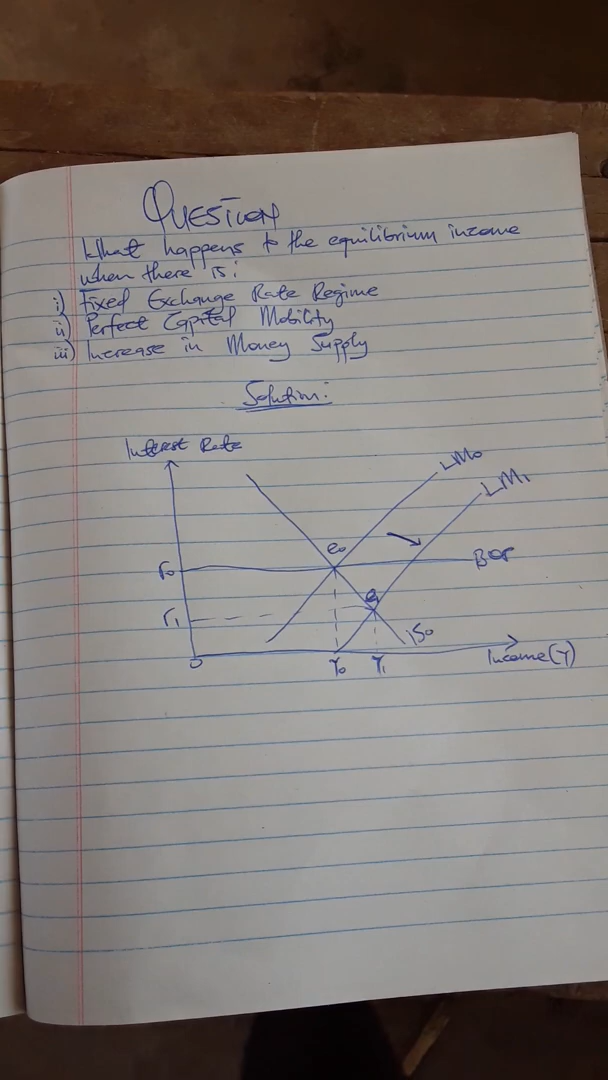 QUESTION
What happens to the equilibrium income
when there is:
i) Fixed Exchange Rate Regime
ii) Perfect Capital Mobility
iii) Increase in Money Supply
Solution:
Interest Rate
LM₀
LM₁
e₀
r₀
BOP
e₁
r₁
IS₀
0
Y₀
Y₁
Income(Y)